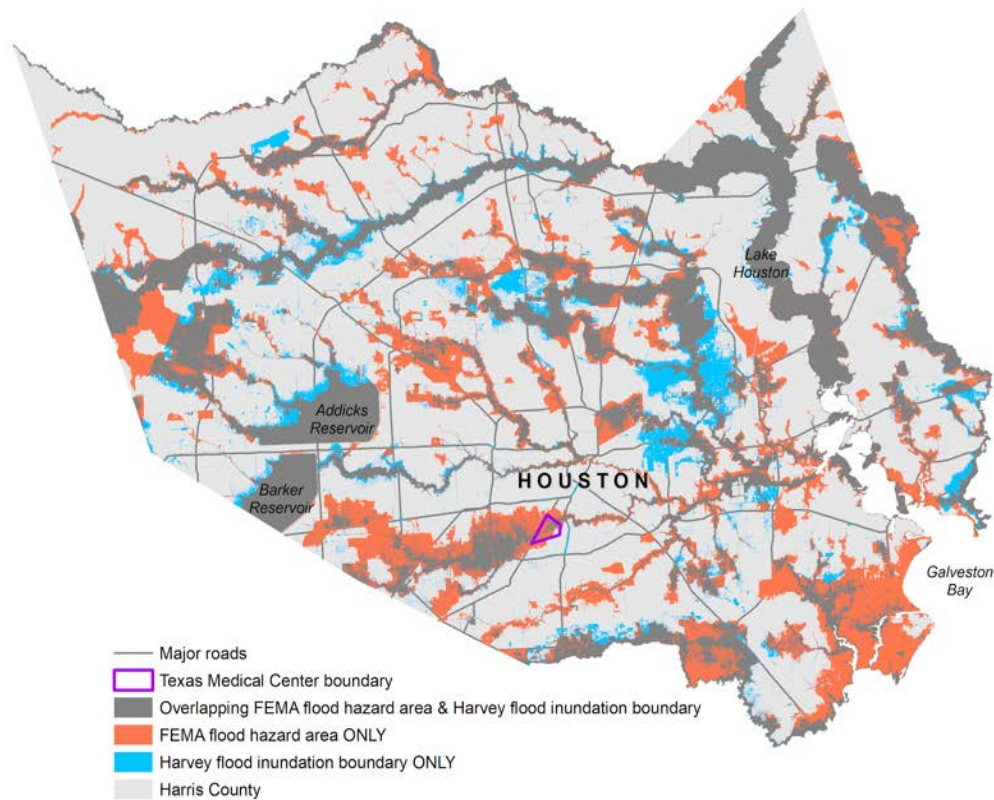 Lake
Houston
Addicks
Reservoir
Barker
Reservoir
HOUSTON
Galveston
Bay
Major roads
Texas Medical Center boundary
Overlapping FEMA flood hazard area & Harvey flood inundation boundary
FEMA flood hazard area ONLY
Harvey flood inundation boundary ONLY
Harris County